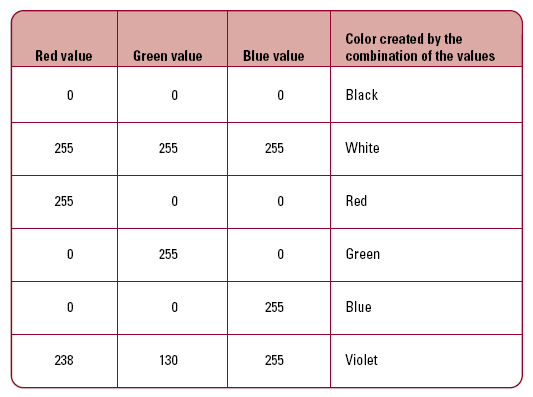 Red value Green value Blue value Color created by the
combination of the values
0 0 0 Black
255 255 255 White
255 0 0 Red
0 255 0 Green
0 0 255 Blue
238 130 255 Violet